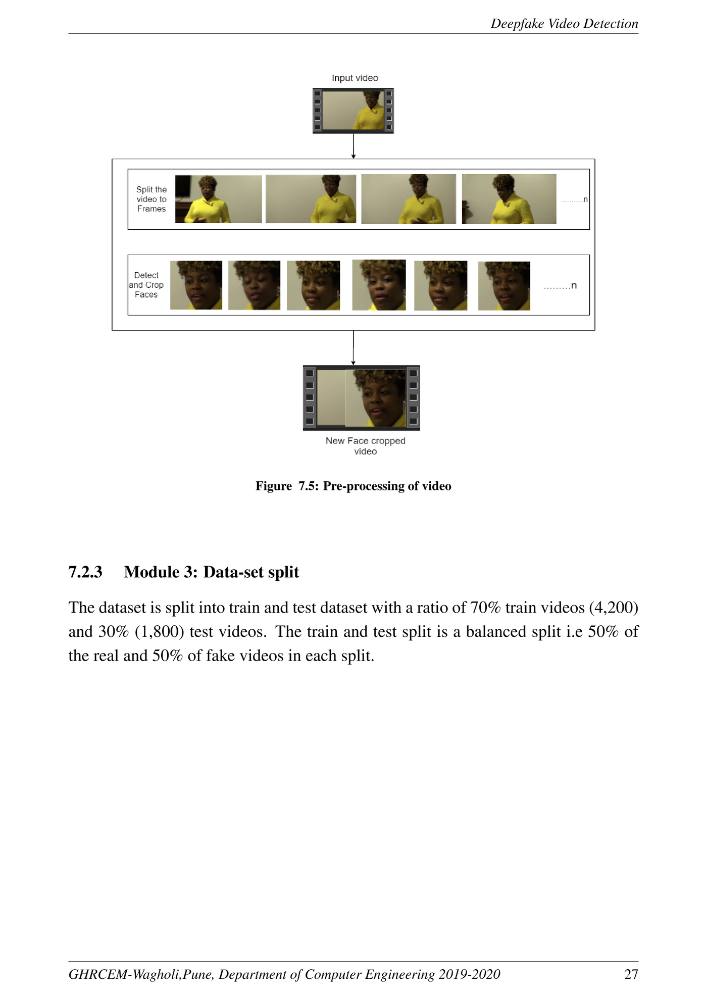 Deepfake Video Detection
Input video
Split the
video to
Frames
.........n
Detect
and Crop
Faces
.........n
New Face cropped
video
Figure 7.5: Pre-processing of video
7.2.3 Module 3: Data-set split
The dataset is split into train and test dataset with a ratio of 70% train videos (4,200)
and 30% (1,800) test videos. The train and test split is a balanced split i.e 50% of
the real and 50% of fake videos in each split.
GHRCEM-Wagholi,Pune, Department of Computer Engineering 2019-2020 27